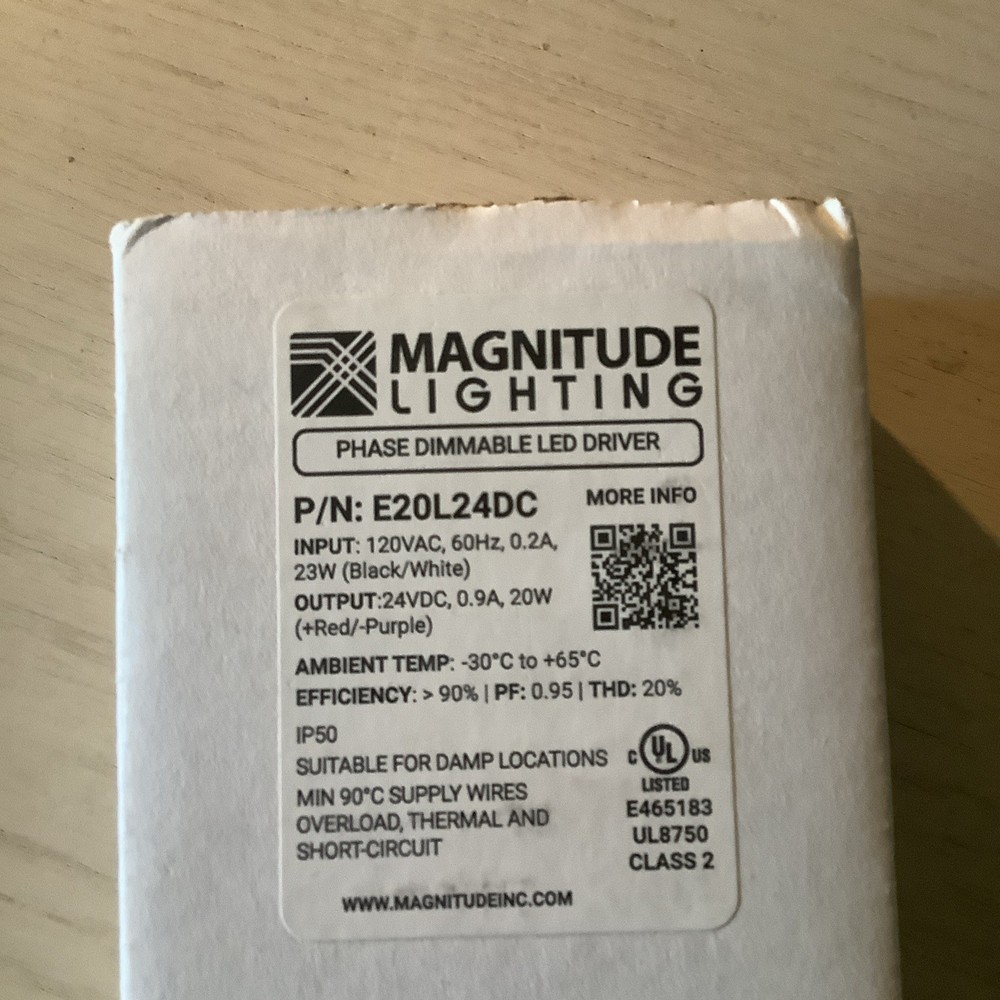 MAGNITUDE
LIGHTING
PHASE DIMMABLE LED DRIVER
P/N: E20L24DC
MORE INFO
INPUT: 120VAC, 60Hz, 0.2A,
23W (Black/White)
OUTPUT:24VDC, 0.9A, 20W
(+Red/-Purple)
AMBIENT TEMP: -30°C to +65°C
EFFICIENCY: > 90% | PF: 0.95 | THD: 20%
IP50
SUITABLE FOR DAMP LOCATIONS
MIN 90°C SUPPLY WIRES
OVERLOAD, THERMAL AND
SHORT-CIRCUIT
C UL US
LISTED
E465183
UL8750
CLASS 2
WWW.MAGNITUDEINC.COM